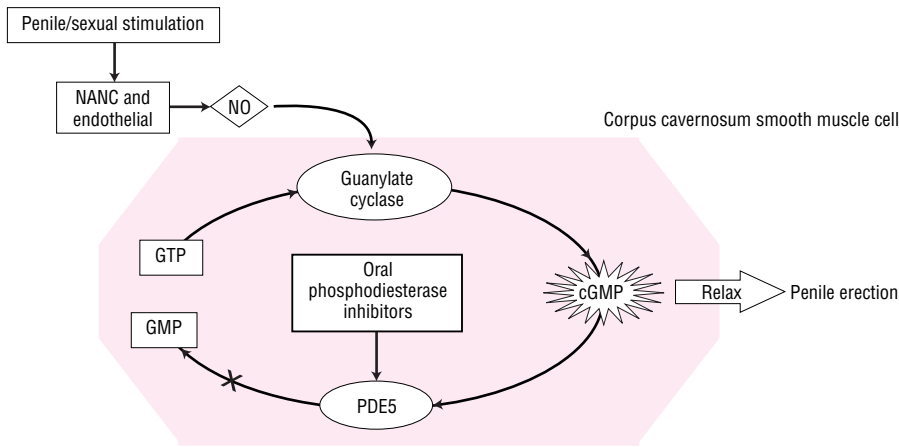 Penile/sexual stimulation
NANC and
endothelial
NO
Corpus cavernosum smooth muscle cell
Guanylate
cyclase
GTP
Oral
phosphodiesterase
inhibitors
cGMP
Relax
Penile erection
GMP
PDE5